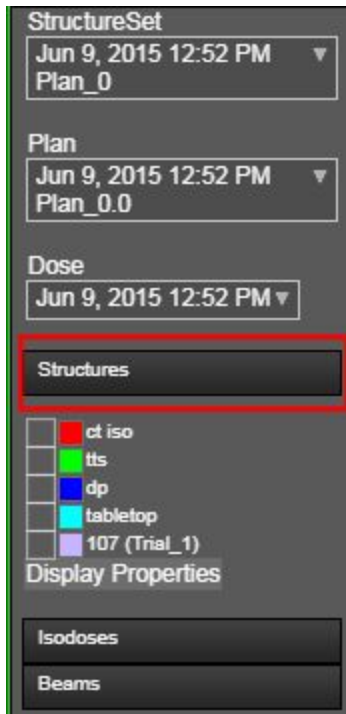 StructureSet
Jun 9, 2015 12:52 PM
Plan_0
Plan
Jun 9, 2015 12:52 PM
Plan_0.0
Dose
Jun 9, 2015 12:52 PM
Structures
ct iso
tts
dp
tabletop
107 (Trial_1)
Display Properties
Isodoses
Beams